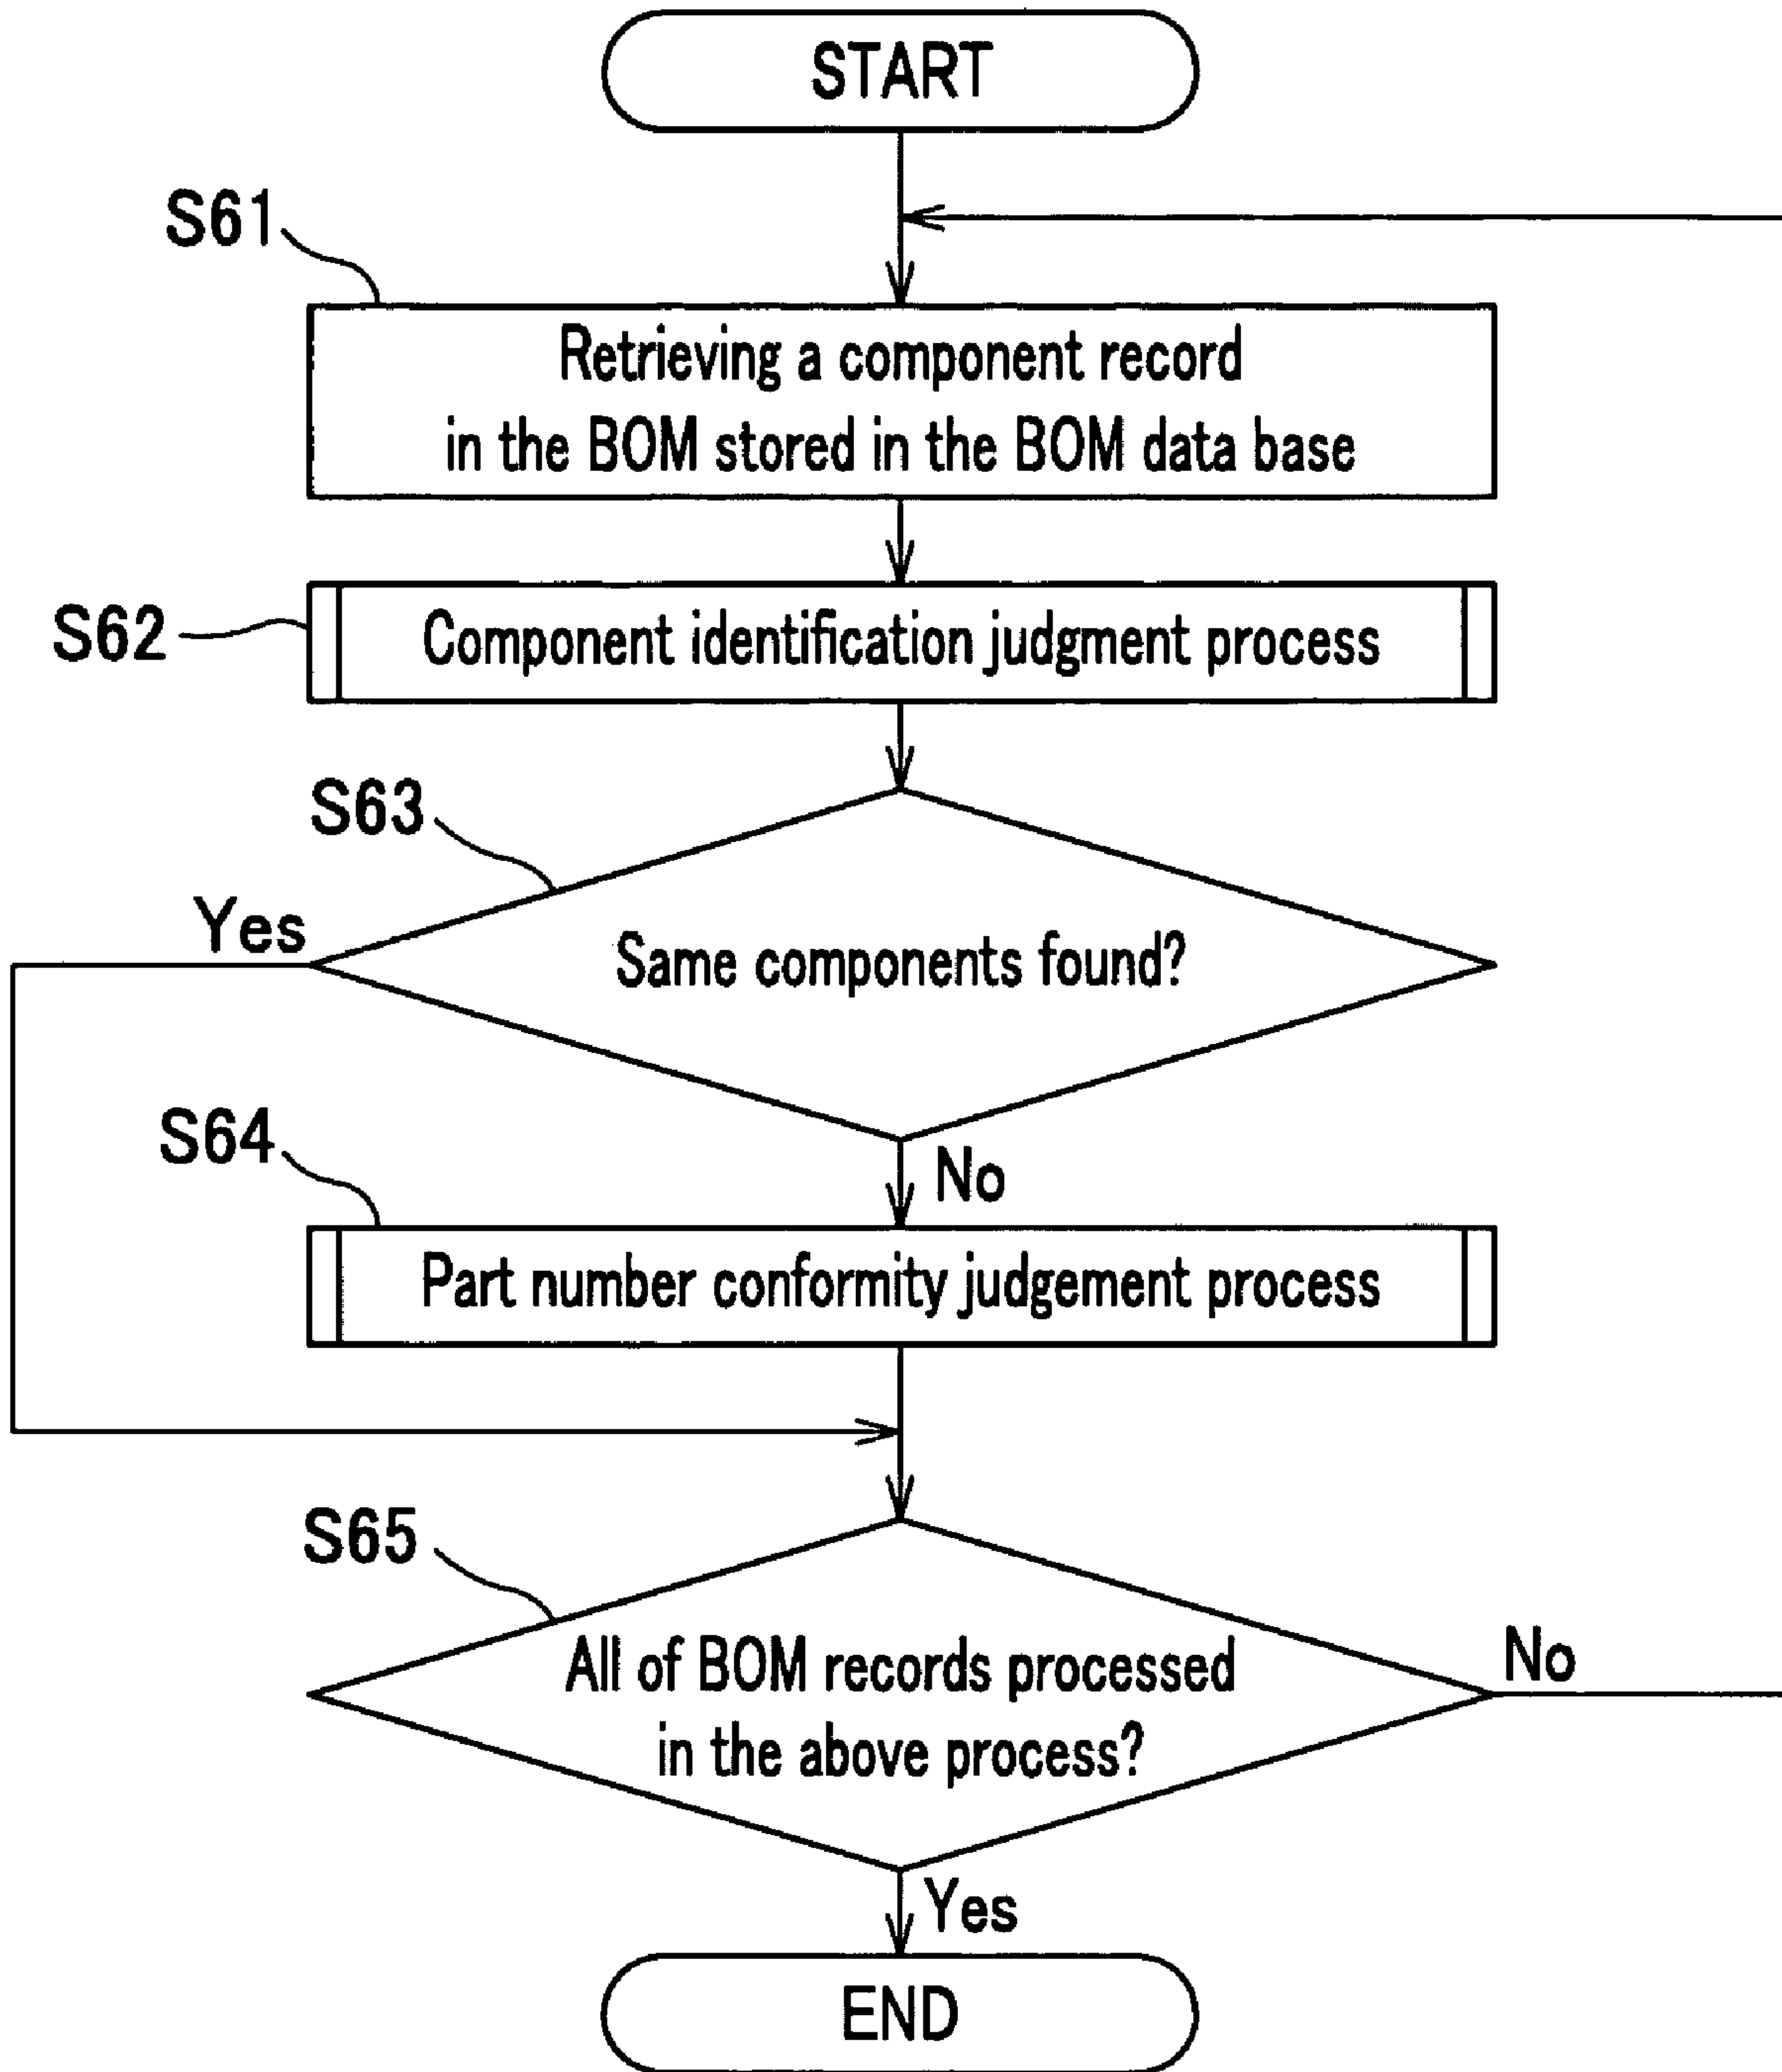 START
S61
Retrieving a component record
in the BOM stored in the BOM data base
S62
Component identification judgment process
S63
Yes
Same components found?
S64
No
Part number conformity judgement process
S65
All of BOM records processed
in the above process?
No
Yes
END